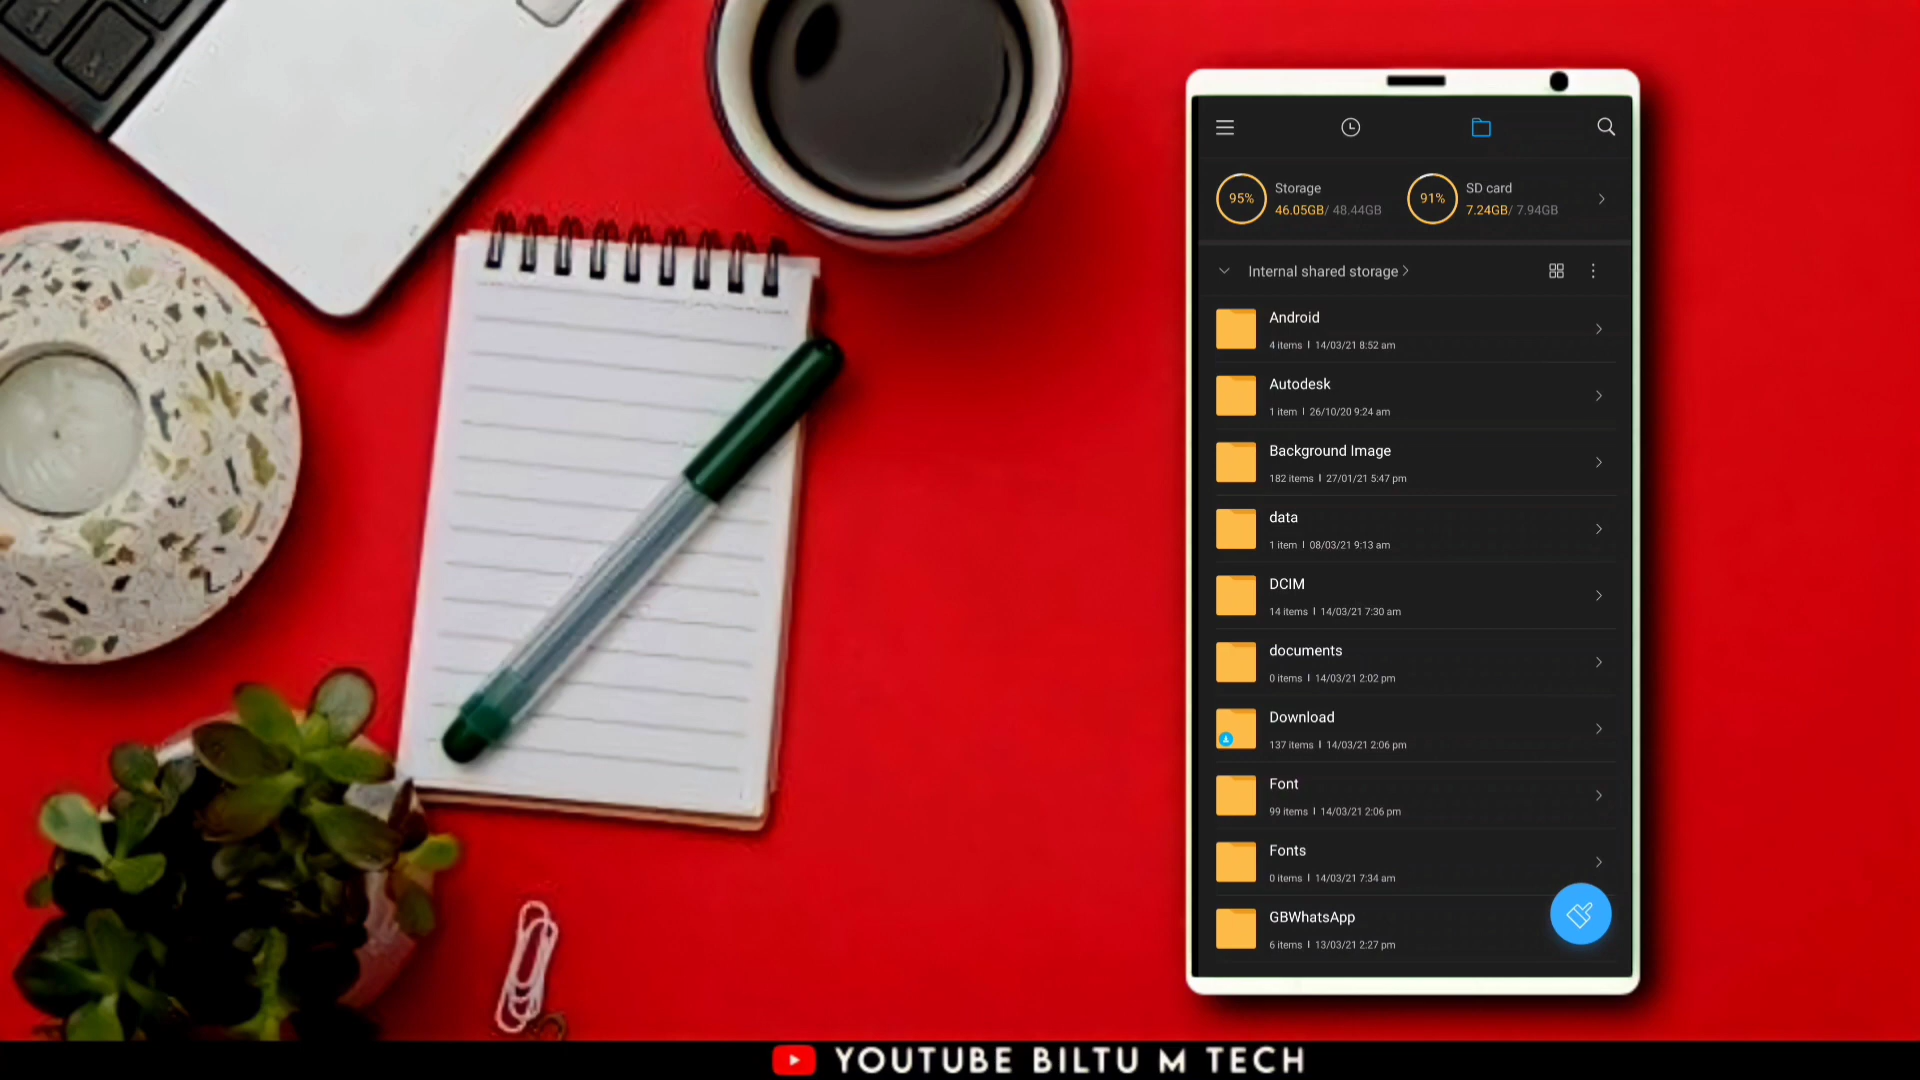 95%
Storage
46.05GB/ 48.44GB
91%
SD card
7.24GB/ 7.94GB
Internal shared storage
Android
4 items | 14/03/21 8:52 am
Autodesk
1 item | 26/10/20 9:24 am
Background Image
182 items | 27/01/21 5:47 pm
data
1 item | 08/03/21 9:13 am
DCIM
14 items | 14/03/21 7:30 am
documents
0 items | 14/03/21 2:02 pm
Download
137 items | 14/03/21 2:06 pm
Font
99 items | 14/03/21 2:06 pm
Fonts
0 items | 14/03/21 7:34 am
GBWhatsApp
6 items | 13/03/21 2:27 pm
YOUTUBE BILTU M TECH